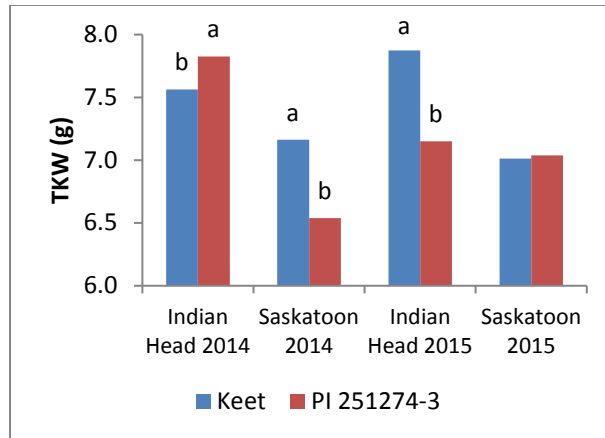 8.0
7.5
7.0
6.5
6.0
TKW (g)
b a
a
b
a
b
Indian Head 2014
Saskatoon 2014
Indian Head 2015
Saskatoon 2015
Keet PI 251274-3